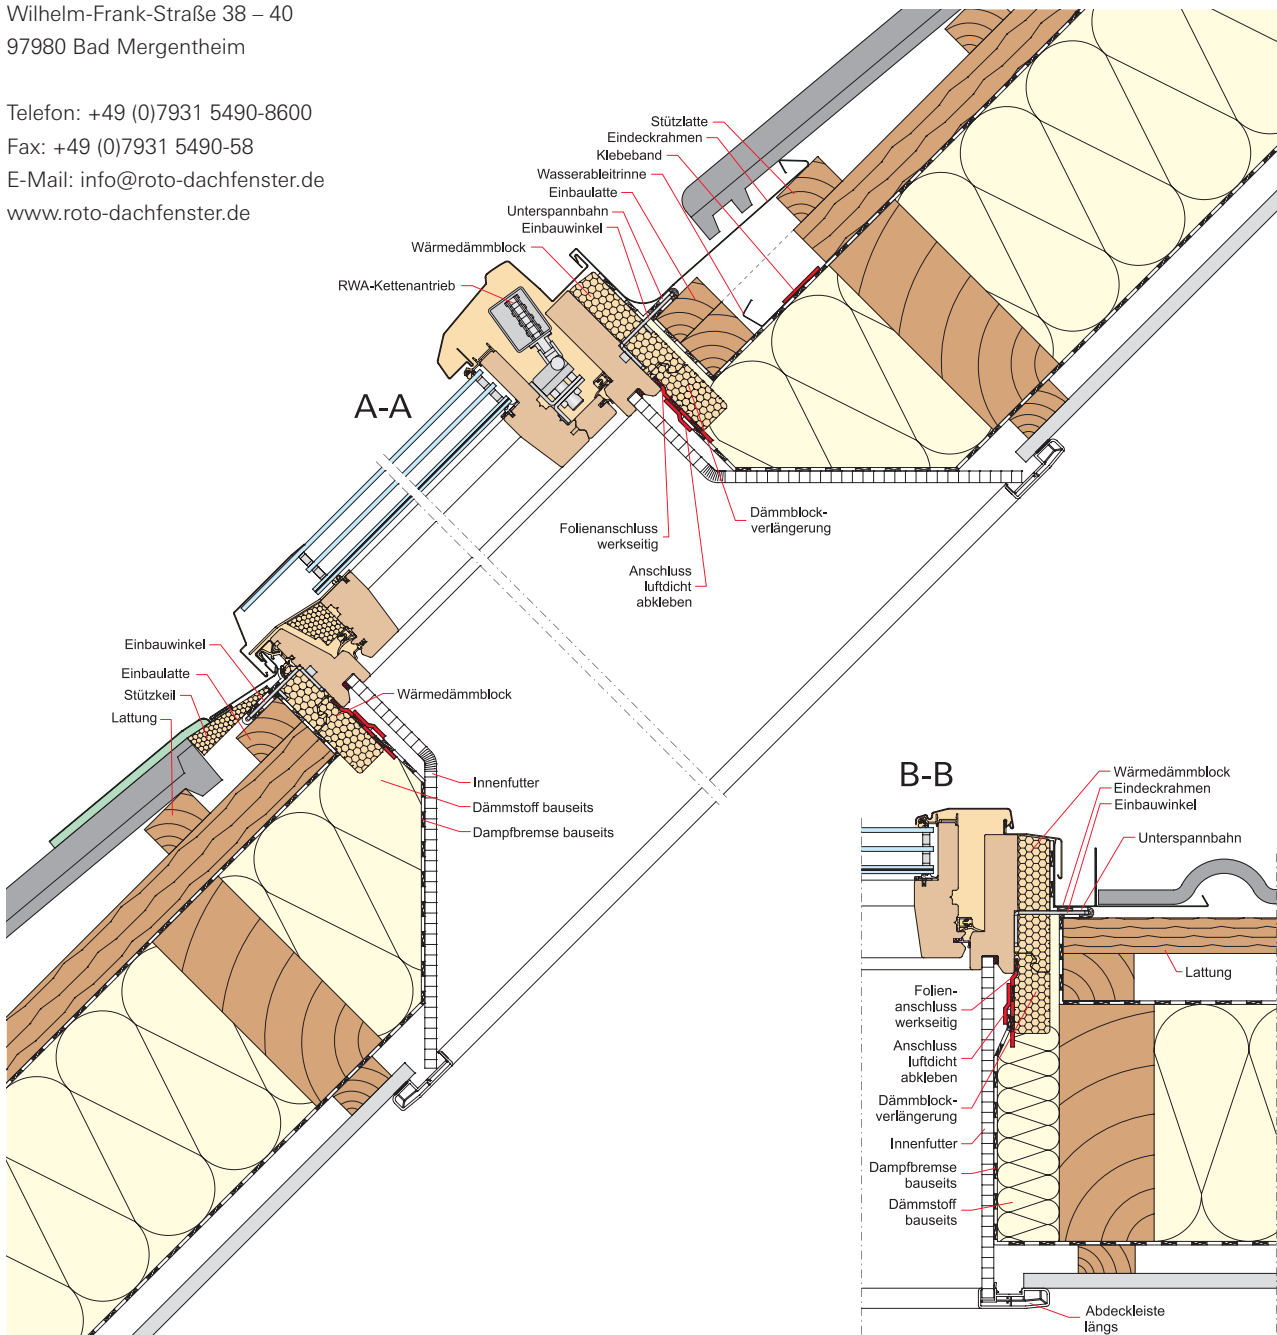 Wilhelm-Frank-Straße 38 – 40
97980 Bad Mergentheim
Telefon: +49 (0)7931 5490-8600
Fax: +49 (0)7931 5490-58
E-Mail: info@roto-dachfenster.de
www.roto-dachfenster.de
Stützlatte
Eindeckrahmen
Klebeband
Wasserableitrinne
Einbaulatte
Unterspannbahn
Einbauwinkel
Wärmedämmblock
RWA-Kettenantrieb
A-A
Dämmblock-
verlängerung
Folienanschluss
werkseitig
Anschluss
luftdicht
abkleben
Einbauwinkel
Einbaulatte
Stützkeil
Lattung
Wärmedämmblock
Innenfutter
Dämmstoff bauseits
Dampfbremse bauseits
B-B
Wärmedämmblock
Eindeckrahmen
Einbauwinkel
Unterspannbahn
Lattung
Folien-
anschluss
werkseitig
Anschluss
luftdicht
abkleben
Dämmblock-
verlängerung
Innenfutter
Dampfbremse
bauseits
Dämmstoff
bauseits
Abdeckleiste
längs